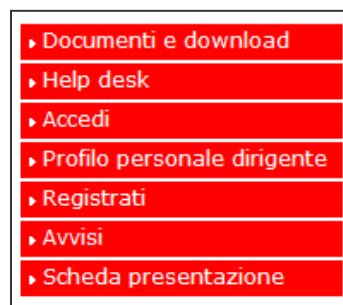 Documenti e download
Help desk
Accedi
Profilo personale dirigente
Registrati
Avvisi
Scheda presentazione